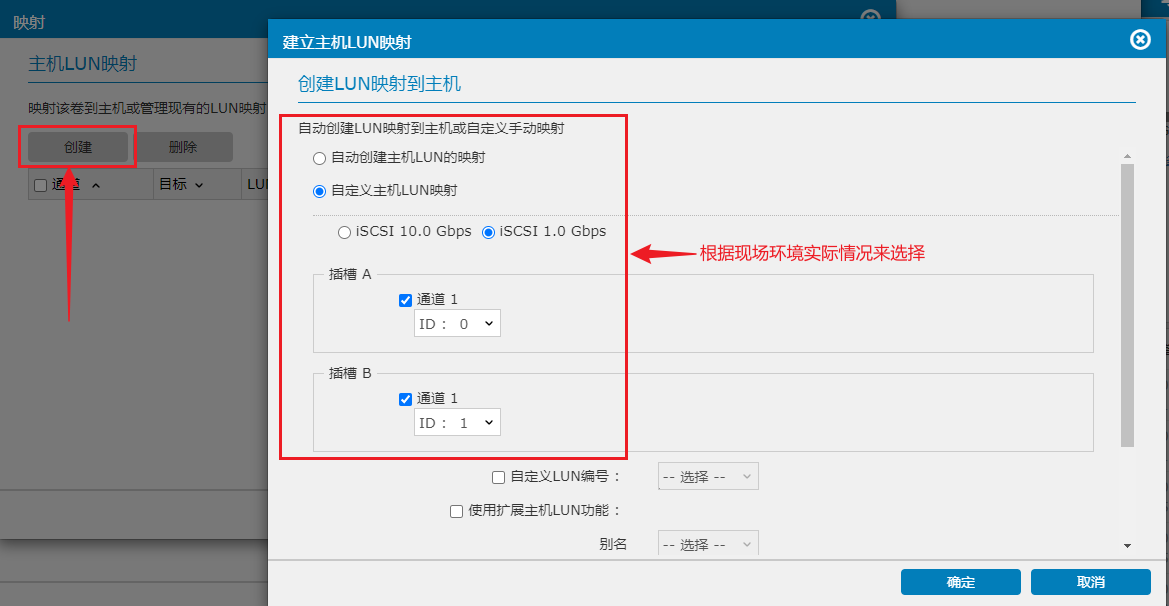 映射
主机LUN映射
映射该卷到主机或管理现有的LUN映射
创建 删除
通道 目标 LUN
建立主机LUN映射
创建LUN映射到主机
自动创建LUN映射到主机或自定义手动映射
自动创建主机LUN的映射
自定义主机LUN映射
iSCSI 10.0 Gbps iSCSI 1.0 Gbps
根据现场环境实际情况来选择
插槽 A
通道 1
ID： 0
插槽 B
通道 1
ID： 1
自定义LUN编号： -- 选择 --
使用扩展主机LUN功能：
别名 -- 选择 --
确定 取消